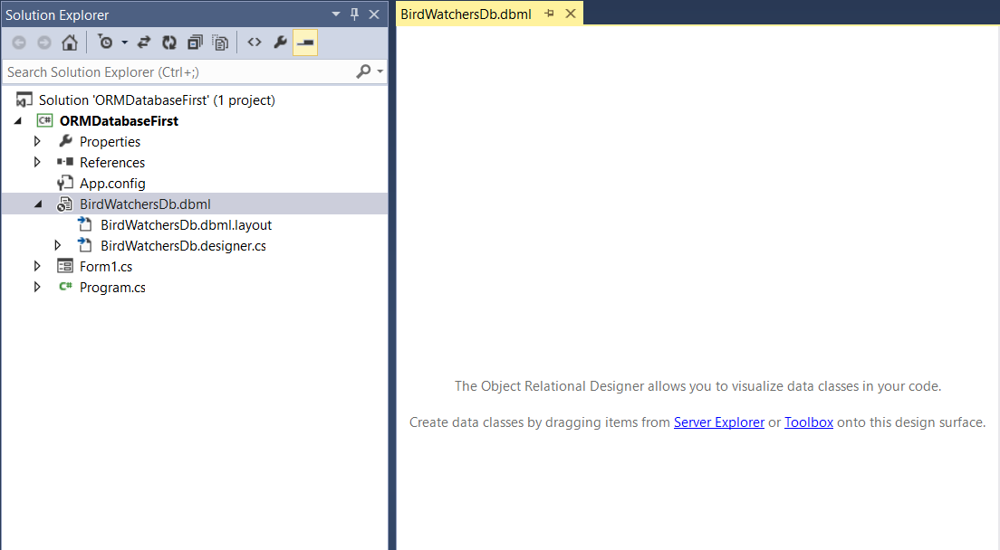 Solution Explorer
Search Solution Explorer (Ctrl+;)
Solution 'ORMDatabaseFirst' (1 project)
C# ORMDatabaseFirst
Properties
References
App.config
BirdWatchersDb.dbml
BirdWatchersDb.dbml.layout
BirdWatchersDb.designer.cs
Form1.cs
C# Program.cs
BirdWatchersDb.dbml
The Object Relational Designer allows you to visualize data classes in your code.
Create data classes by dragging items from Server Explorer or Toolbox onto this design surface.